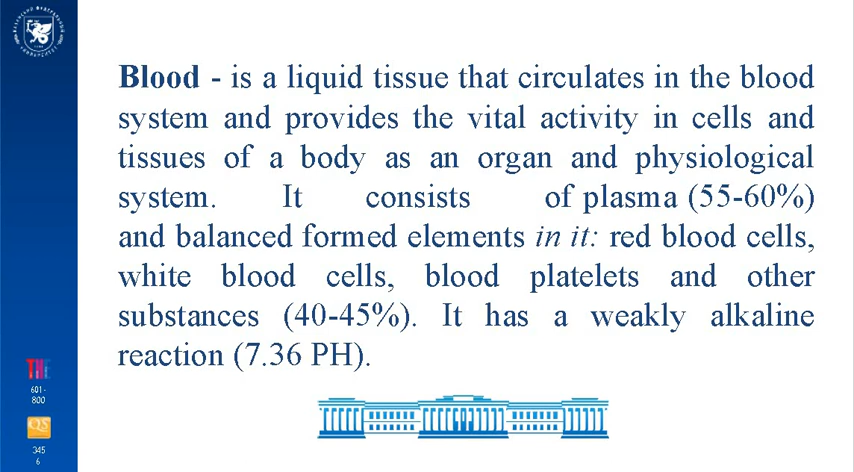 Blood - is a liquid tissue that circulates in the blood
system and provides the vital activity in cells and
tissues of a body as an organ and physiological
system. It consists of plasma (55-60%)
and balanced formed elements in it: red blood cells,
white blood cells, blood platelets and other
substances (40-45%). It has a weakly alkaline
reaction (7.36 PH).
THE
601-
800
QS
345
6